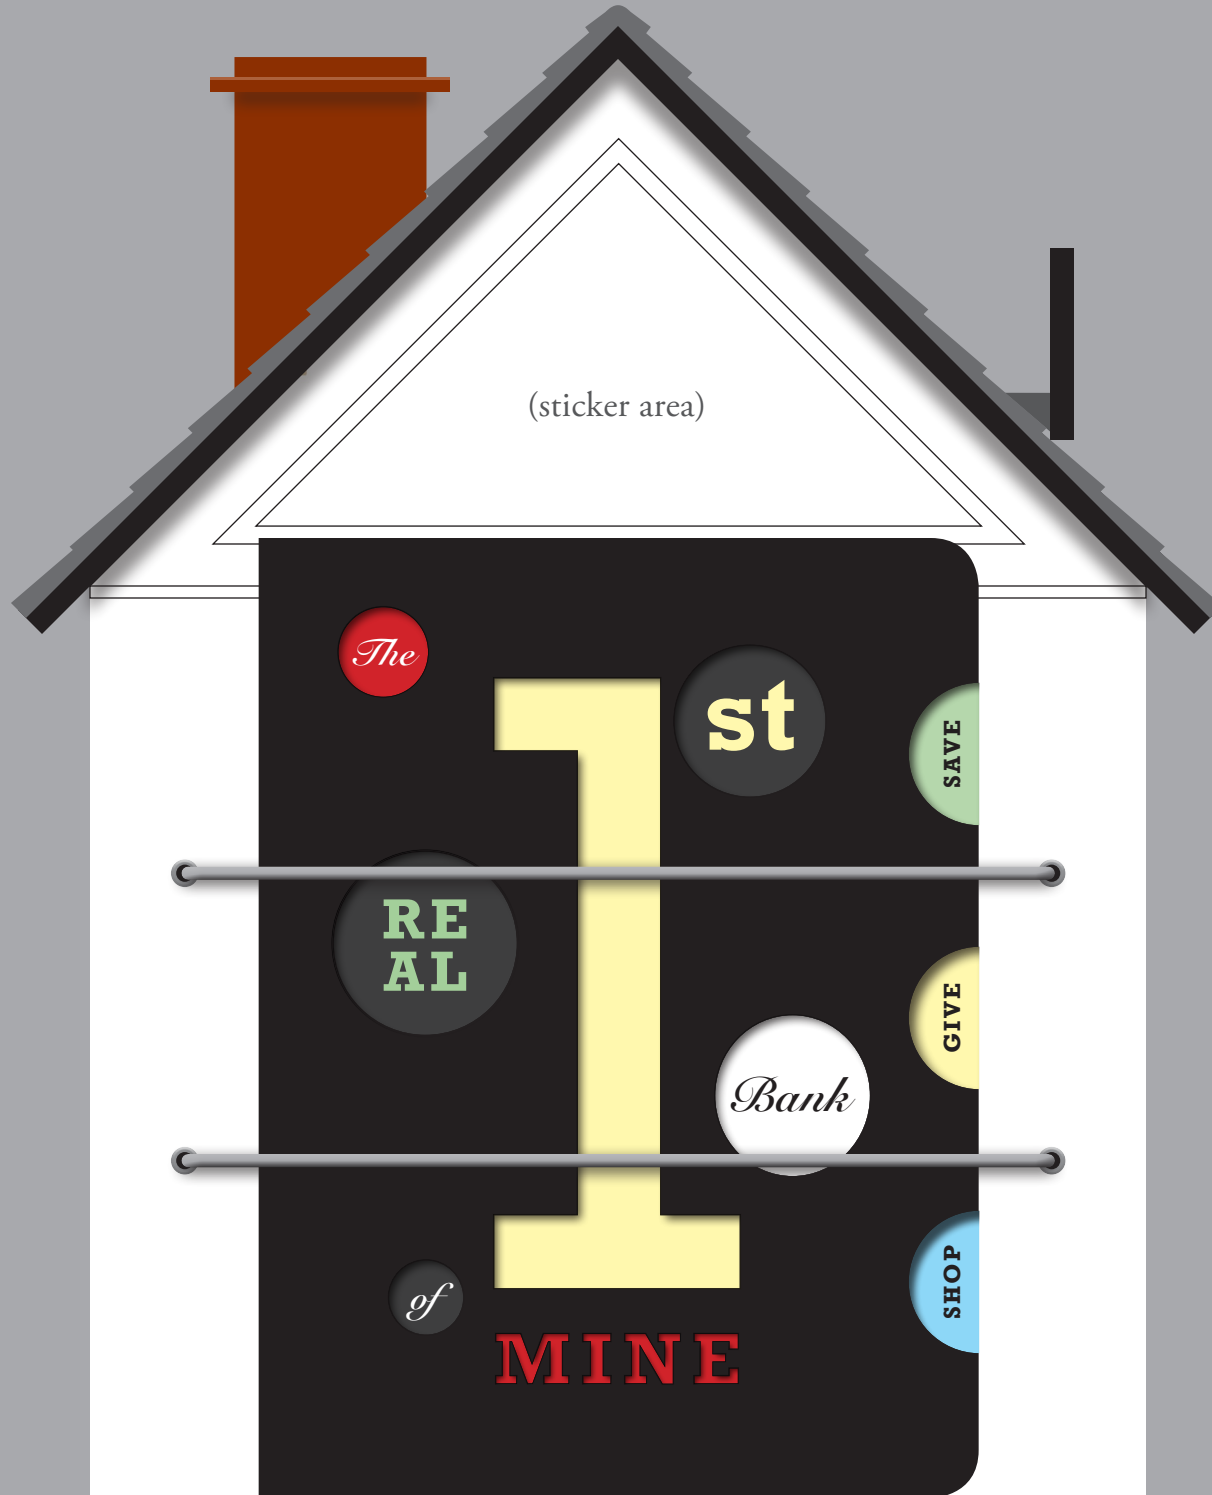 (sticker area)
The
1
st
SAVE
RE
AL
GIVE
Bank
of
SHOP
MINE